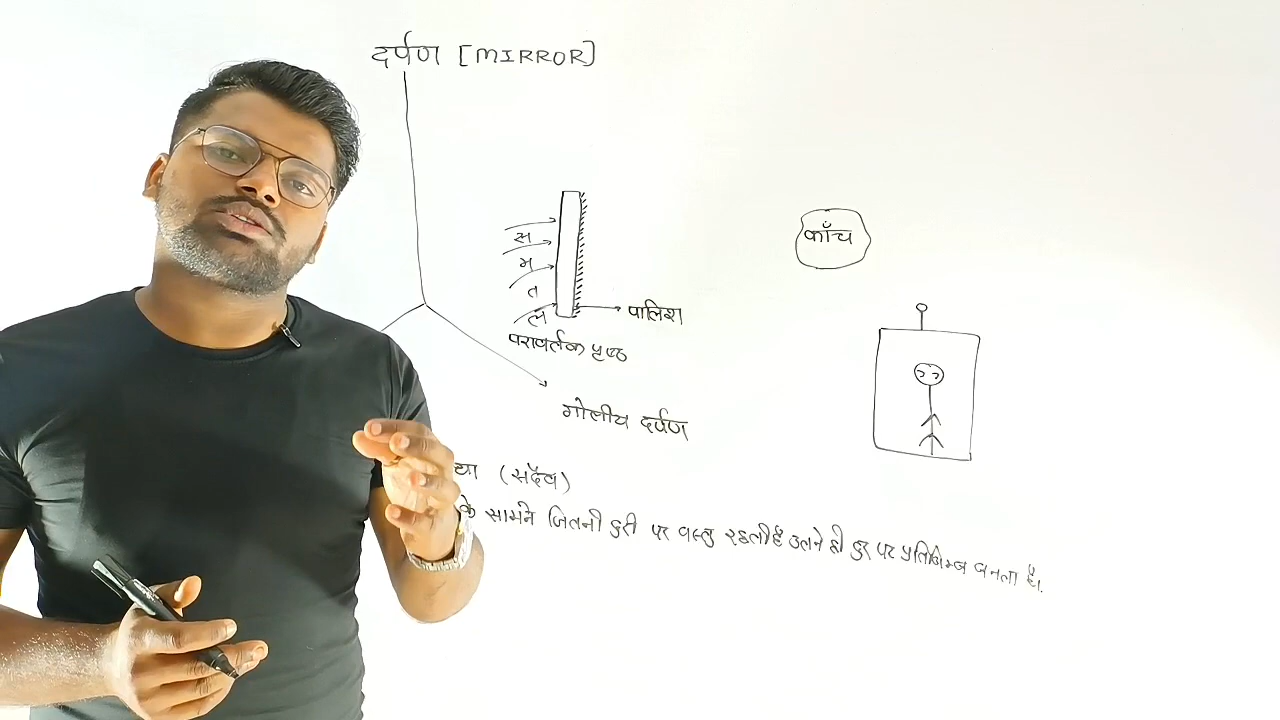 दर्पण [MIRROR]
स
म
त
ल
काँच
पालिश
परावर्तक पृष्ठ
गोलीय दर्पण
या (सदैव)
के सामने जितनी दुरी पर वस्तु रहती है उतने ही दुर पर प्रतिबिम्ब बनता है।